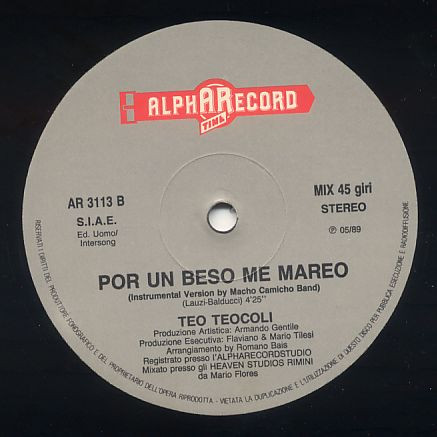 ALPHARECORD
TIME
AR 3113 B
S.I.A.E.
Ed. Uomo/
Intersong
MIX 45 giri
STEREO
℗ 05/89
POR UN BESO ME MAREO
(Instrumental Version by Macho Camicho Band)
(Lauzi-Balducci) 4'25"
TEO TEOCOLI
Produzione Artistica: Armando Gentile
Produzione Esecutiva: Flaviano & Mario Tilesi
Arrangiamento by Romano Bais
Registrato presso l'ALPHARECORDSTUDIO
Mixato presso gli HEAVEN STUDIOS RIMINI
da Mario Flores
RISERVATI I DIRITTI DEL PRODUTTORE FONOGRAFICO E DEL PROPRIETARIO DELL'OPERA RIPRODOTTA - VIETATA LA DUPLICAZIONE E L'UTILIZZAZIONE DI QUESTO DISCO PER PUBBLICA ESECUZIONE E RADIODIFFUSIONE